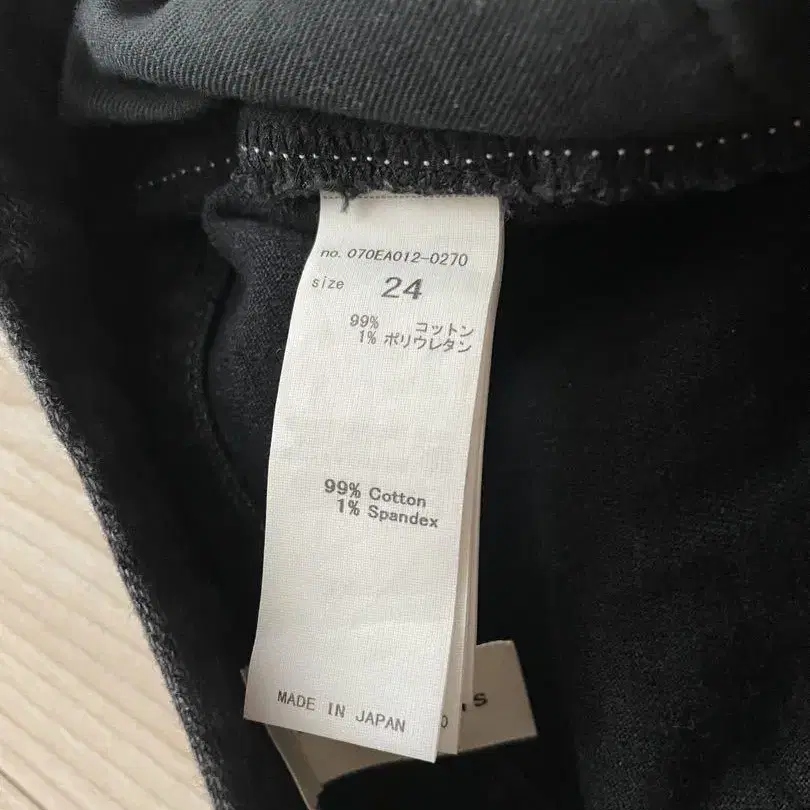 no. 070EA012-0270
size 24
99% コットン
1% ポリウレタン
99% Cotton
1% Spandex
MADE IN JAPAN